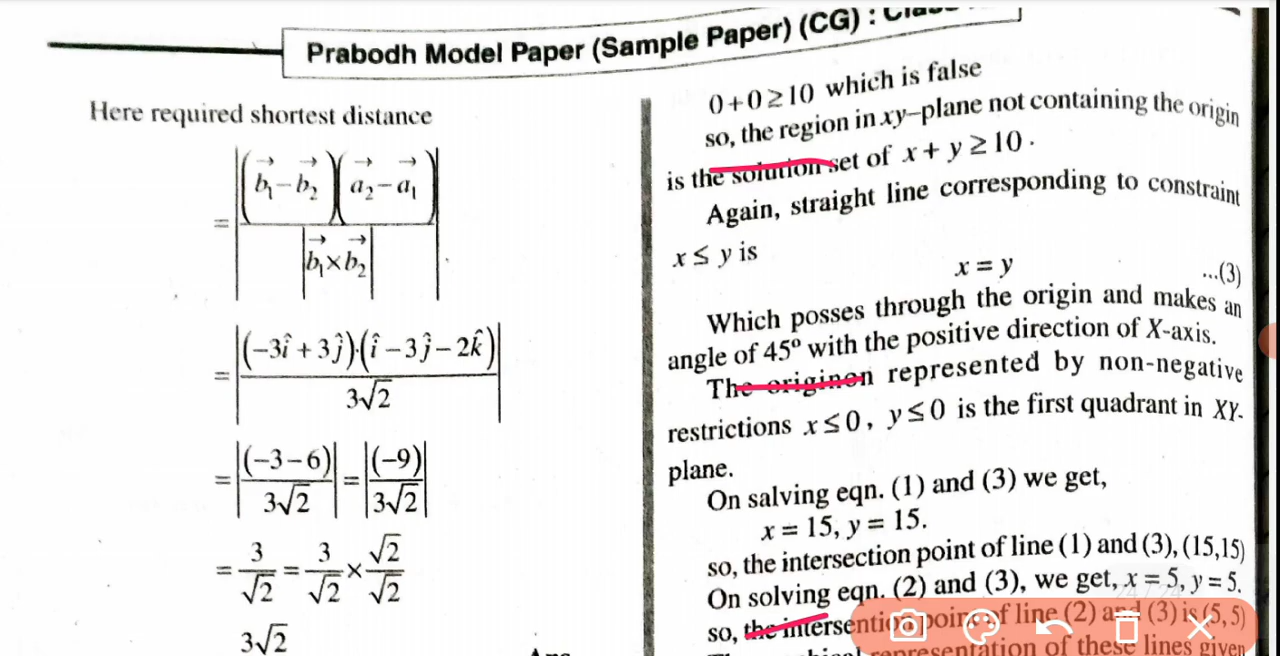 Prabodh Model Paper (Sample Paper) (CG) :
Here required shortest distance
= |(b₁⃗ – b₂⃗)(a₂⃗ – a₁⃗)| / |b₁⃗ × b₂⃗|.
= |(–3î + 3ĵ)·(î – 3ĵ – 2k̂)| / 3√2
= |(–3–6)/3√2| = |(–9)/3√2|
= 3/√2 = 3/√2 × √2/√2
3√2
0+0≥10 which is false
so, the region in xy–plane not containing the origin
is the solution set of x + y ≥ 10.
Again, straight line corresponding to constraint
x ≤ y is
x = y ...(3)
Which posses through the origin and makes an
angle of 45° with the positive direction of X-axis.
The originon represented by non-negative
restrictions x ≤ 0, y ≤ 0 is the first quadrant in XY-
plane.
On salving eqn. (1) and (3) we get,
x = 15, y = 15.
so, the intersection point of line (1) and (3), (15,15)
On solving eqn. (2) and (3), we get, x = 5, y = 5.
so, the intersention point of line (2) and (3) is (5, 5)
representation of these lines given